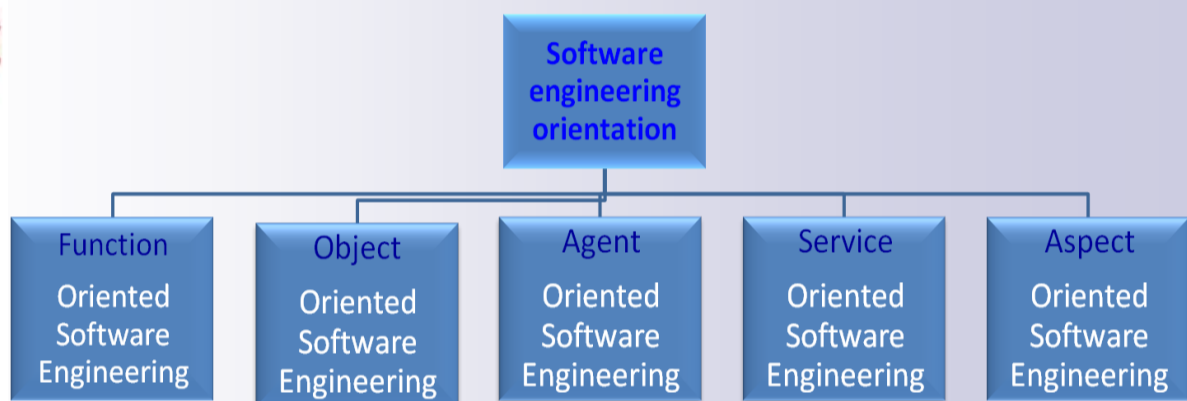 Software
engineering
orientation
Function
Oriented
Software
Engineering
Object
Oriented
Software
Engineering
Agent
Oriented
Software
Engineering
Service
Oriented
Software
Engineering
Aspect
Oriented
Software
Engineering